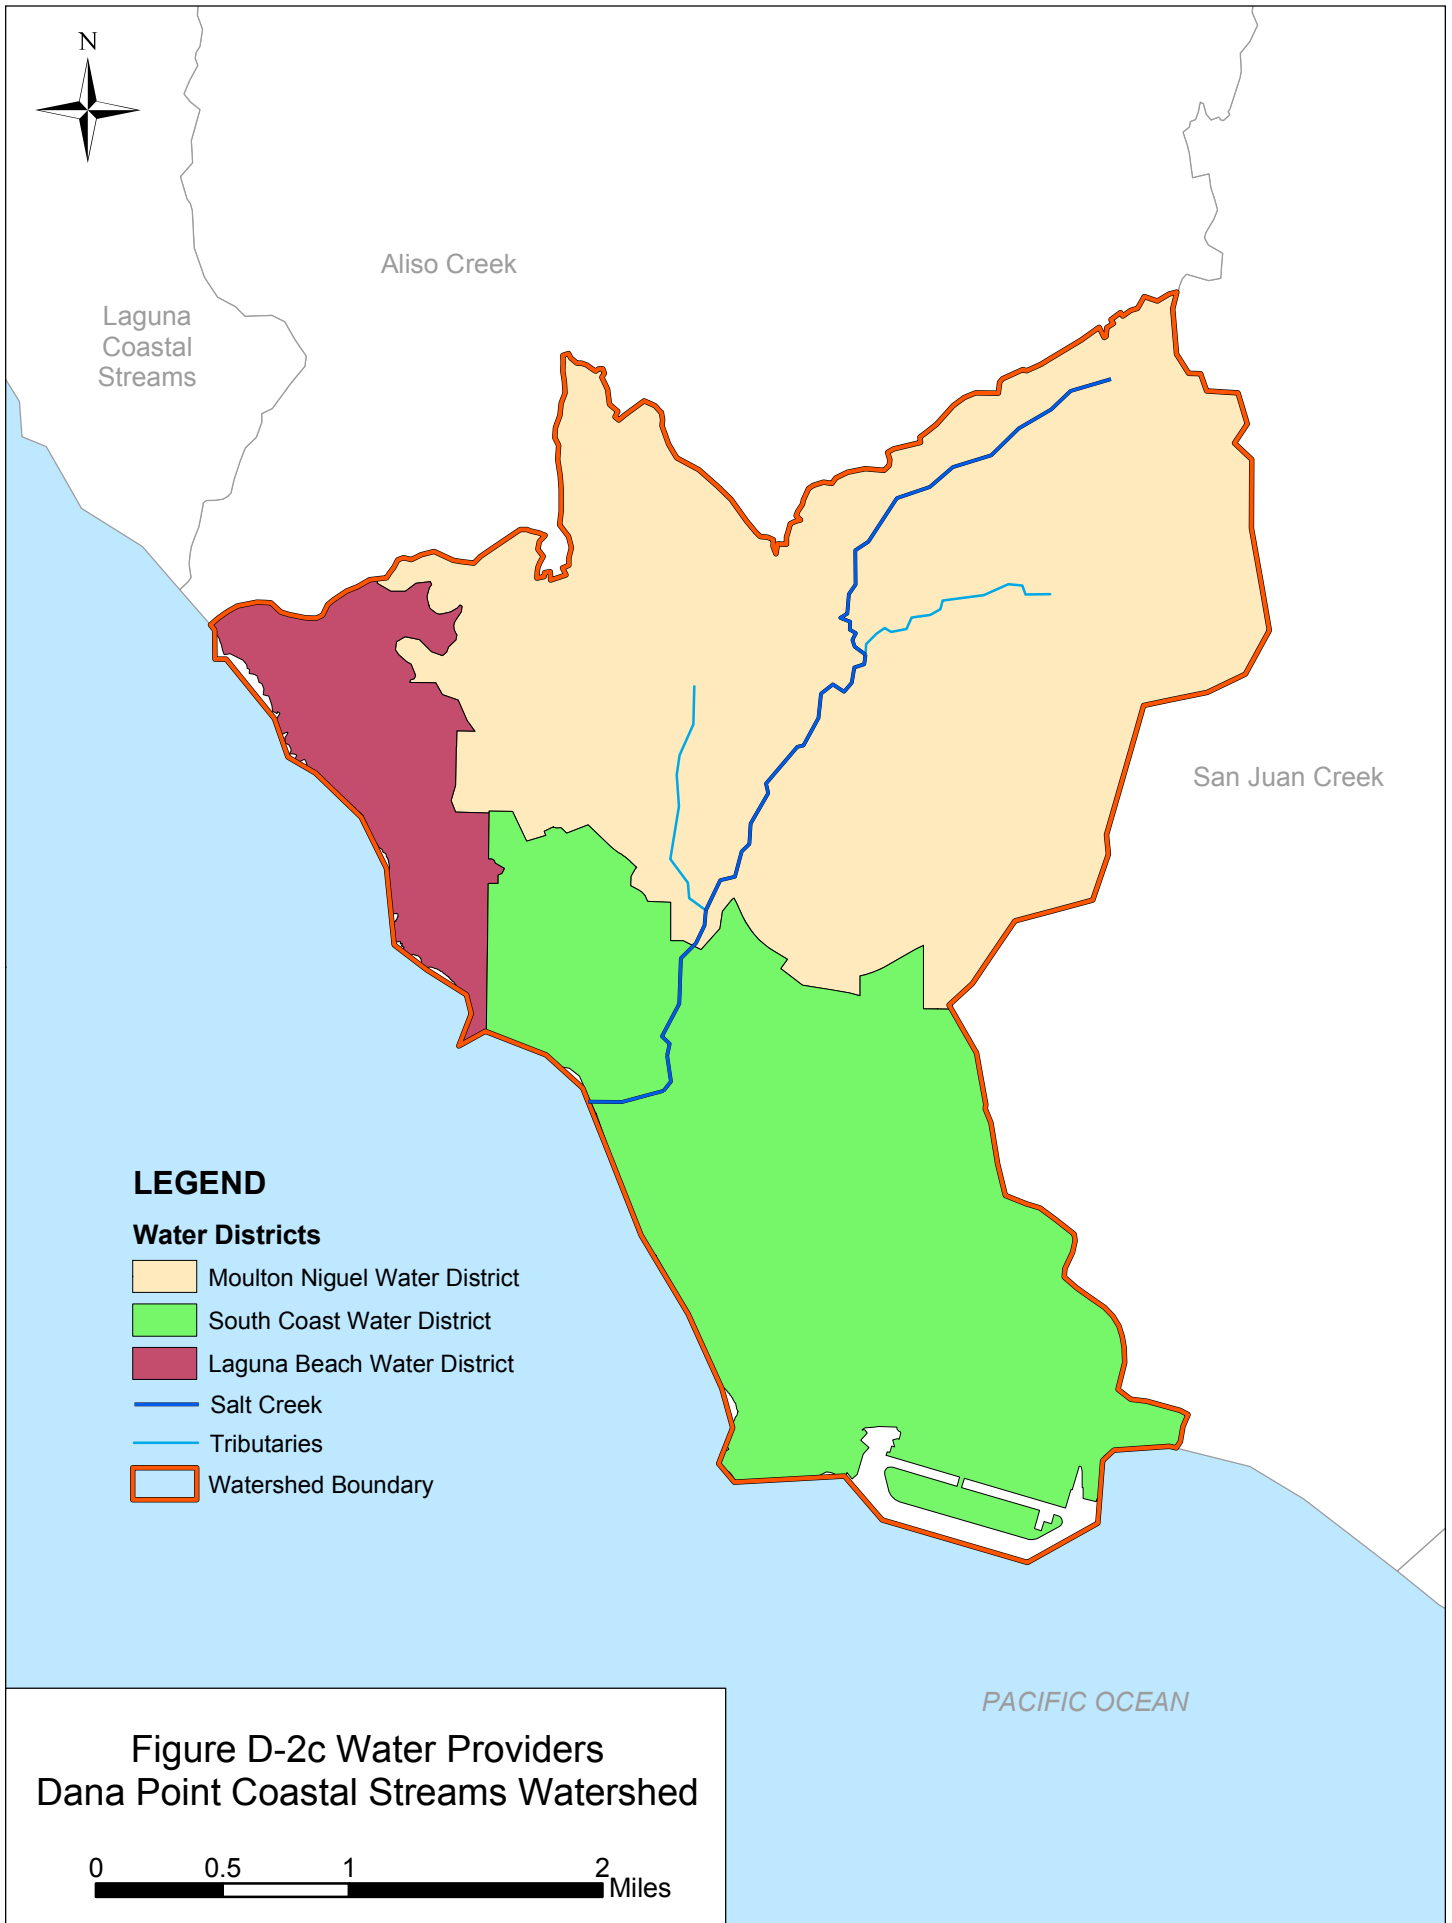 N
Aliso Creek
Laguna
Coastal
Streams
San Juan Creek
LEGEND
Water Districts
Moulton Niguel Water District
South Coast Water District
Laguna Beach Water District
Salt Creek
Tributaries
Watershed Boundary
PACIFIC OCEAN
Figure D-2c Water Providers
Dana Point Coastal Streams Watershed
0 0.5 1 2
Miles